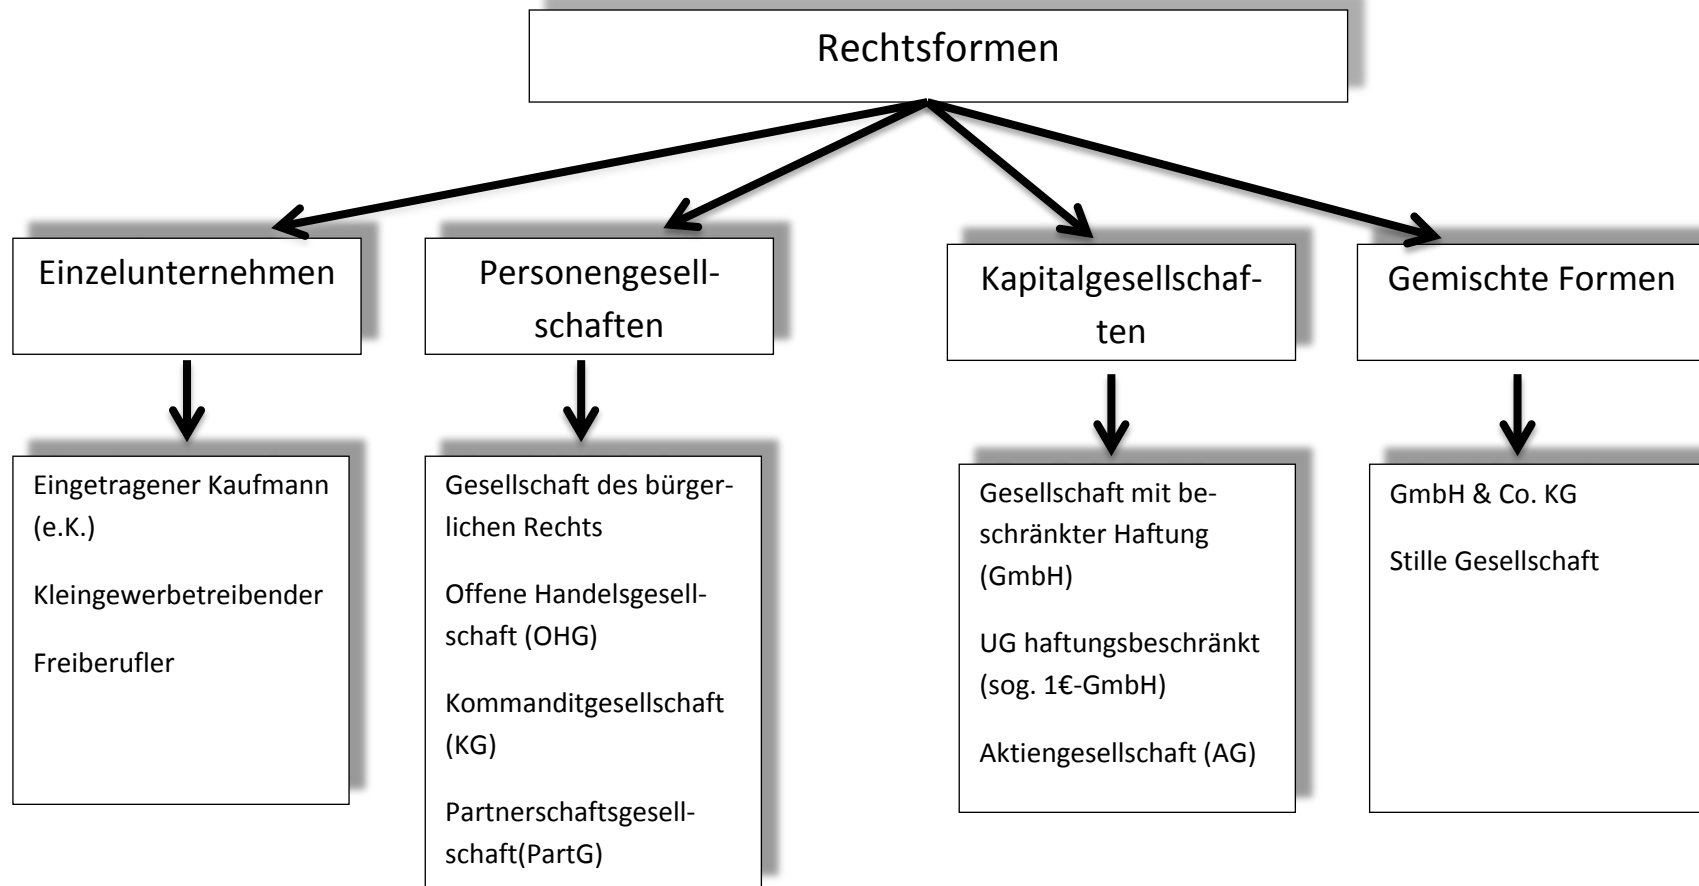 Rechtsformen
Einzelunternehmen
Personengesell-
schaften
Kapitalgesellschaf-
ten
Gemischte Formen
Eingetragener Kaufmann
(e.K.)
Kleingewerbetreibender
Freiberufler
Gesellschaft des bürger-
lichen Rechts
Offene Handelsgesell-
schaft (OHG)
Kommanditgesellschaft
(KG)
Partnerschaftsgesell-
schaft(PartG)
Gesellschaft mit be-
schränkter Haftung
(GmbH)
UG haftungsbeschränkt
(sog. 1€-GmbH)
Aktiengesellschaft (AG)
GmbH & Co. KG
Stille Gesellschaft